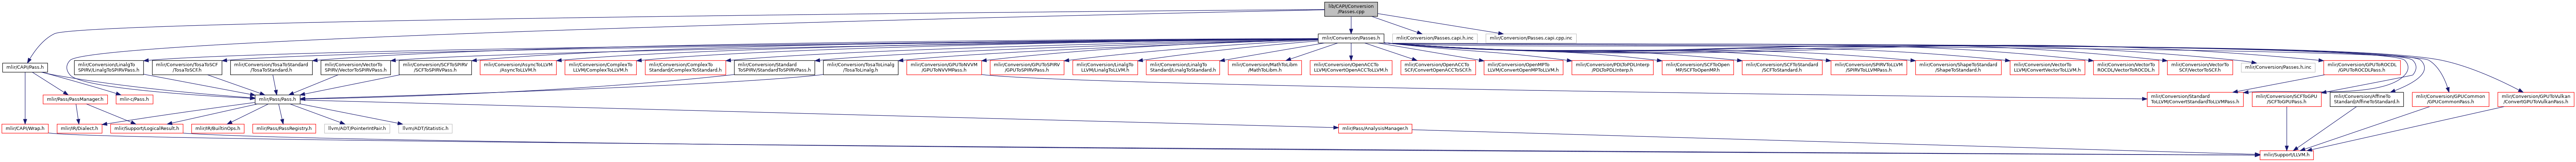 lib/CAPI/Conversion
/Passes.cpp
mlir/Conversion/Passes.h
mlir/Conversion/Passes.capi.h.inc
mlir/Conversion/Passes.capi.cpp.inc
mlir/CAPI/Pass.h
mlir/Conversion/LinalgTo
SPIRV/LinalgToSPIRVPass.h
mlir/Conversion/TosaToSCF
/TosaToSCF.h
mlir/Conversion/TosaToStandard
/TosaToStandard.h
mlir/Conversion/VectorTo
SPIRV/VectorToSPIRVPass.h
mlir/Conversion/SCFToSPIRV
/SCFToSPIRVPass.h
mlir/Conversion/AsyncToLLVM
/AsyncToLLVM.h
mlir/Conversion/ComplexTo
LLVM/ComplexToLLVM.h
mlir/Conversion/ComplexTo
Standard/ComplexToStandard.h
mlir/Conversion/Standard
ToSPIRV/StandardToSPIRVPass.h
mlir/Conversion/TosaToLinalg
/TosaToLinalg.h
mlir/Conversion/GPUToNVVM
/GPUToNVVMPass.h
mlir/Conversion/GPUToSPIRV
/GPUToSPIRVPass.h
mlir/Conversion/LinalgTo
LLVM/LinalgToLLVM.h
mlir/Conversion/LinalgTo
Standard/LinalgToStandard.h
mlir/Conversion/MathToLibm
/MathToLibm.h
mlir/Conversion/OpenACCTo
LLVM/ConvertOpenACCToLLVM.h
mlir/Conversion/OpenACCTo
SCF/ConvertOpenACCToSCF.h
mlir/Conversion/OpenMPTo
LLVM/ConvertOpenMPToLLVM.h
mlir/Conversion/PDLToPDLInterp
/PDLToPDLInterp.h
mlir/Conversion/SCFToOpen
MP/SCFToOpenMP.h
mlir/Conversion/SCFToStandard
/SCFToStandard.h
mlir/Conversion/SPIRVToLLVM
/SPIRVToLLVMPass.h
mlir/Conversion/ShapeToStandard
/ShapeToStandard.h
mlir/Conversion/VectorTo
LLVM/ConvertVectorToLLVM.h
mlir/Conversion/VectorTo
ROCDL/VectorToROCDL.h
mlir/Conversion/VectorTo
SCF/VectorToSCF.h
mlir/Conversion/Passes.h.inc
mlir/Conversion/GPUToROCDL
/GPUToROCDLPass.h
mlir/Pass/PassManager.h
mlir-c/Pass.h
mlir/Pass/Pass.h
mlir/Conversion/Standard
ToLLVM/ConvertStandardToLLVMPass.h
mlir/Conversion/SCFToGPU
/SCFToGPUPass.h
mlir/Conversion/AffineTo
Standard/AffineToStandard.h
mlir/Conversion/GPUCommon
/GPUCommonPass.h
mlir/Conversion/GPUToVulkan
/ConvertGPUToVulkanPass.h
mlir/CAPI/Wrap.h
mlir/IR/Dialect.h
mlir/Support/LogicalResult.h
mlir/IR/BuiltinOps.h
mlir/Pass/PassRegistry.h
llvm/ADT/PointerIntPair.h
llvm/ADT/Statistic.h
mlir/Pass/AnalysisManager.h
mlir/Support/LLVM.h